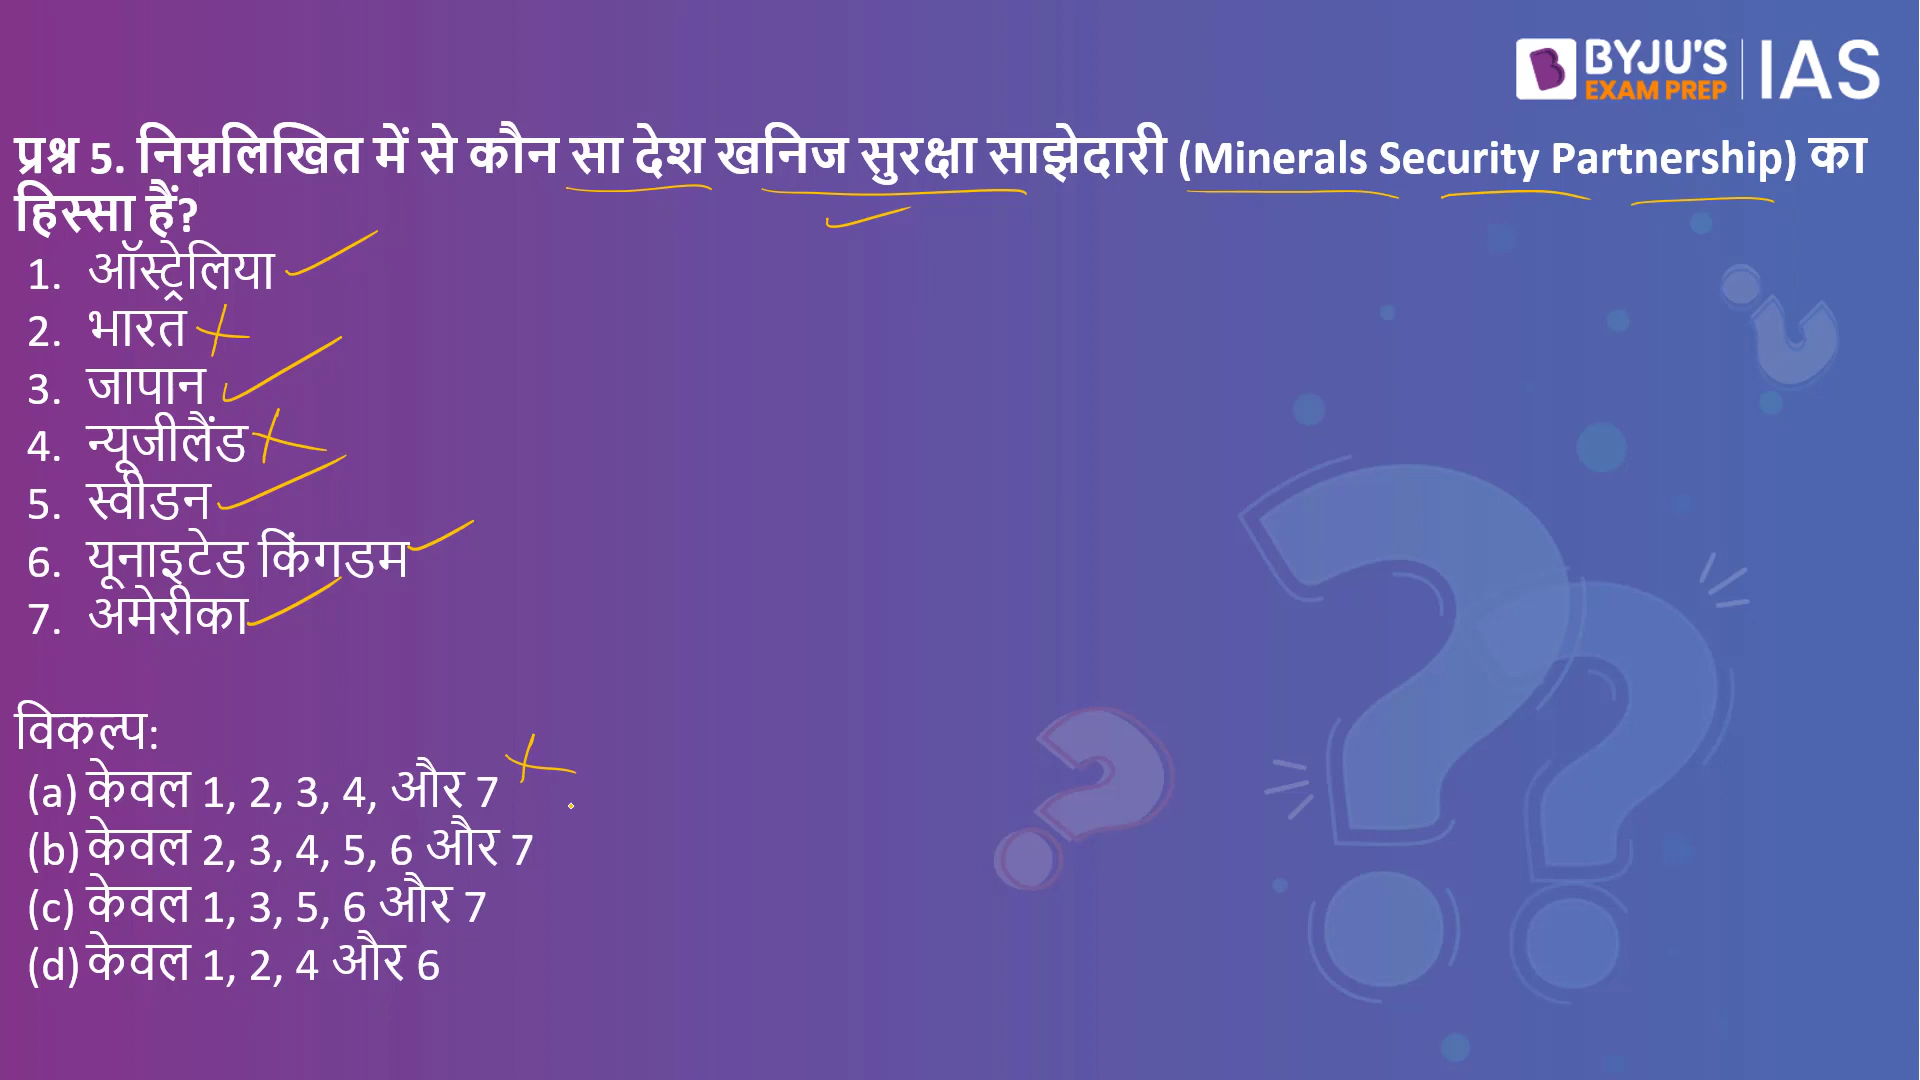 BYJU'S
EXAM PREP
IAS
प्रश्न 5. निम्नलिखित में से कौन सा देश खनिज सुरक्षा साझेदारी (Minerals Security Partnership) का
हिस्सा हैं?
1. ऑस्ट्रेलिया
2. भारत
3. जापान
4. न्यूजीलैंड
5. स्वीडन
6. यूनाइटेड किंगडम
7. अमेरीका
विकल्प:
(a) केवल 1, 2, 3, 4, और 7
(b) केवल 2, 3, 4, 5, 6 और 7
(c) केवल 1, 3, 5, 6 और 7
(d) केवल 1, 2, 4 और 6